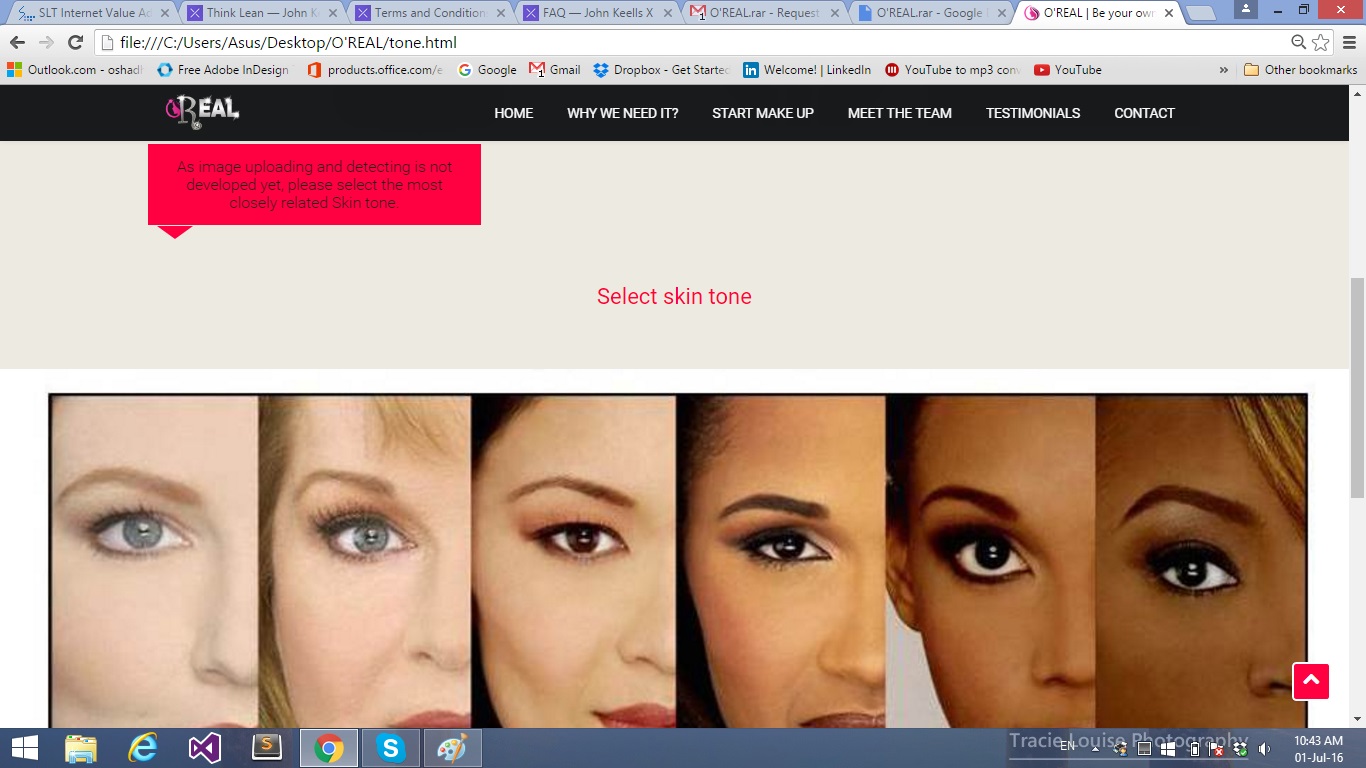 SLT Internet Value Ad
Think Lean — John K
Terms and Condition
FAQ — John Keells X
O'REAL.rar - Request
O'REAL.rar - Google
O'REAL | Be your own
file:///C:/Users/Asus/Desktop/O'REAL/tone.html
Outlook.com - oshad
Free Adobe InDesign
products.office.com/e
Google
1 Gmail
Dropbox - Get Started
Welcome! | LinkedIn
YouTube to mp3 conv
YouTube
»
Other bookmarks
REAL
HOME
WHY WE NEED IT?
START MAKE UP
MEET THE TEAM
TESTIMONIALS
CONTACT
As image uploading and detecting is not
developed yet, please select the most
closely related Skin tone.
Select skin tone
Tracie Louise Photography
EN
10:43 AM
01-Jul-16